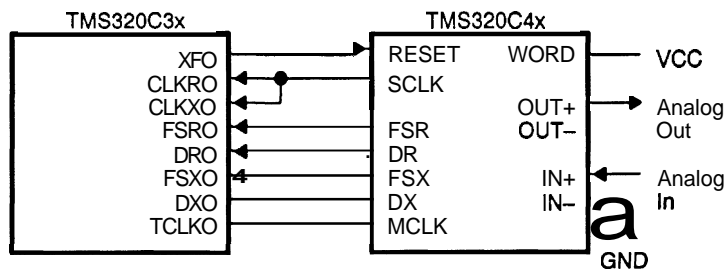 TMS320C3x
TMS320C4x
XFO
CLKRO
CLKXO
FSRO
DRO
FSXO
DXO
TCLKO
4
RESET
SCLK
FSR
DR
FSX
DX
MCLK
WORD
OUT+
OUT–
IN+
IN–
VCC
Analog
Out
Analog
In
a
GND